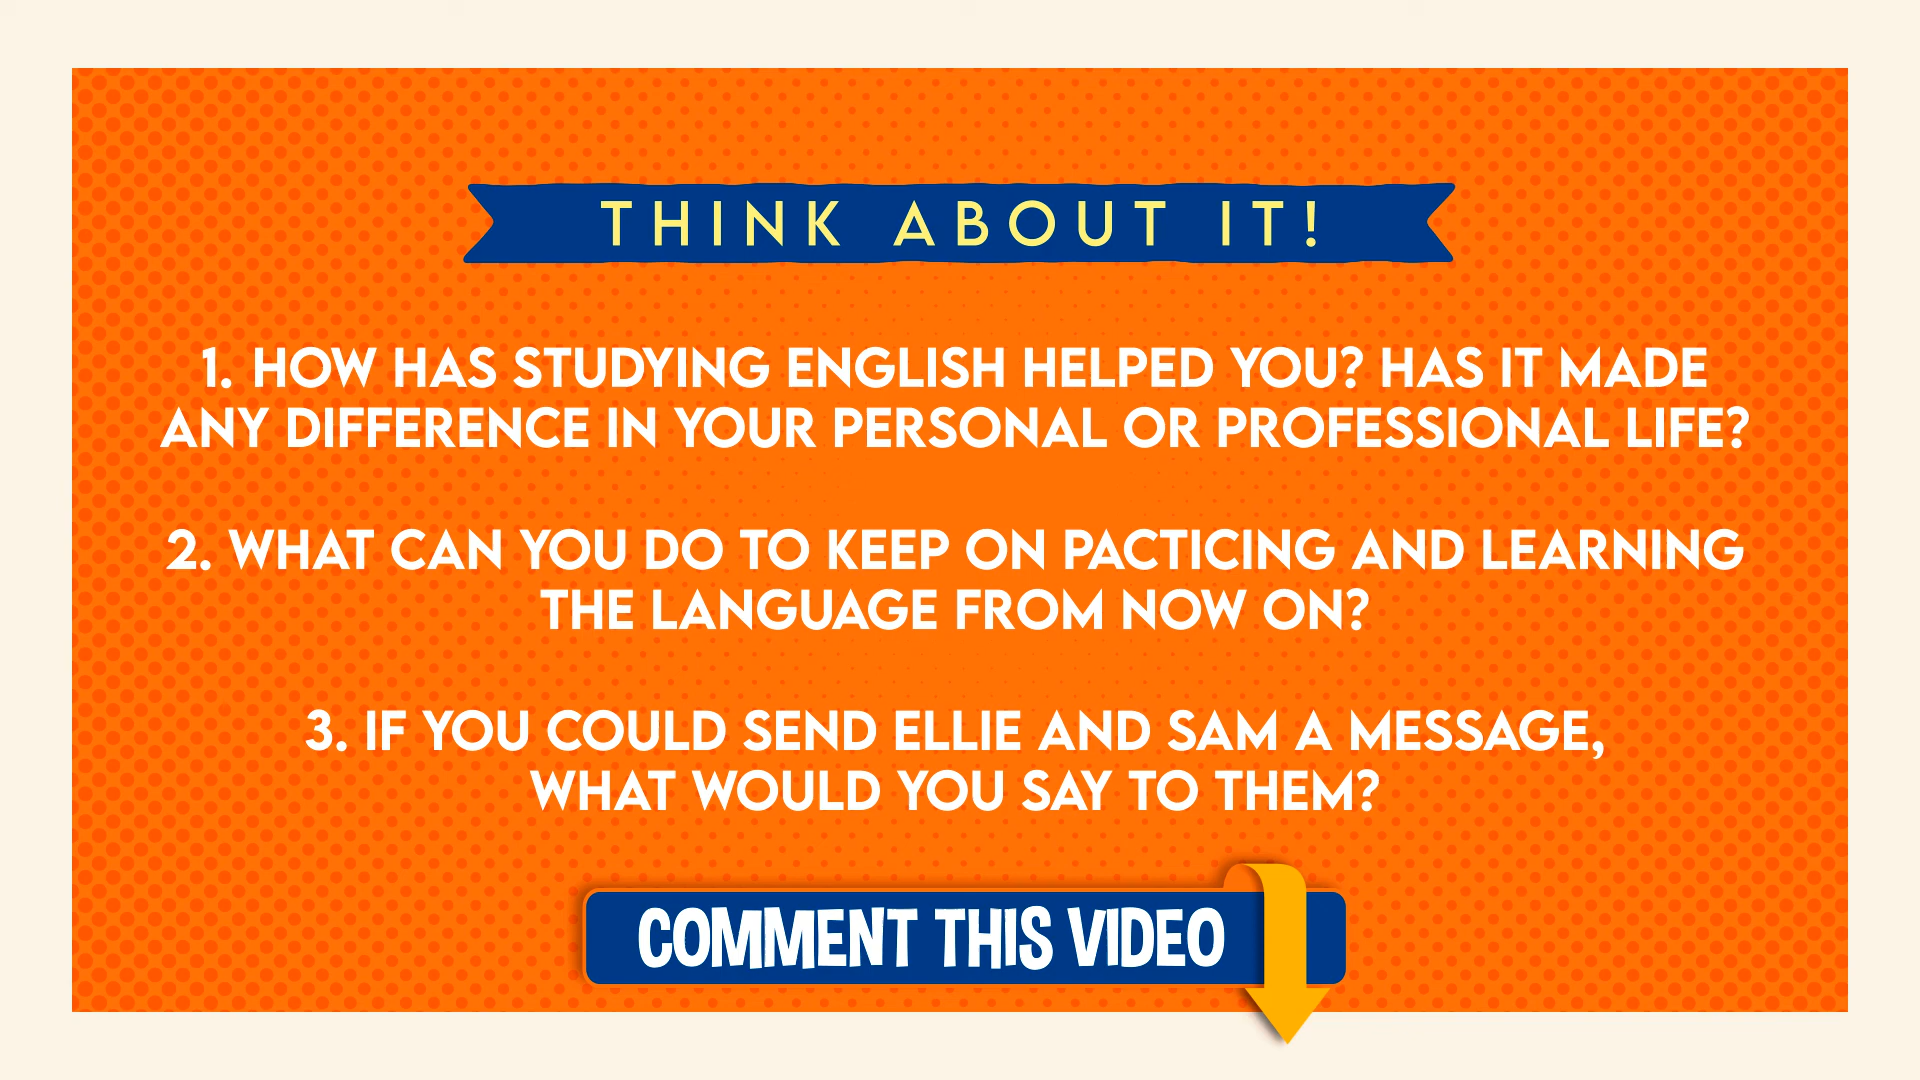 THINK ABOUT IT!
1. HOW HAS STUDYING ENGLISH HELPED YOU? HAS IT MADE
ANY DIFFERENCE IN YOUR PERSONAL OR PROFESSIONAL LIFE?
2. WHAT CAN YOU DO TO KEEP ON PACTICING AND LEARNING
THE LANGUAGE FROM NOW ON?
3. IF YOU COULD SEND ELLIE AND SAM A MESSAGE,
WHAT WOULD YOU SAY TO THEM?
COMMENT THIS VIDEO